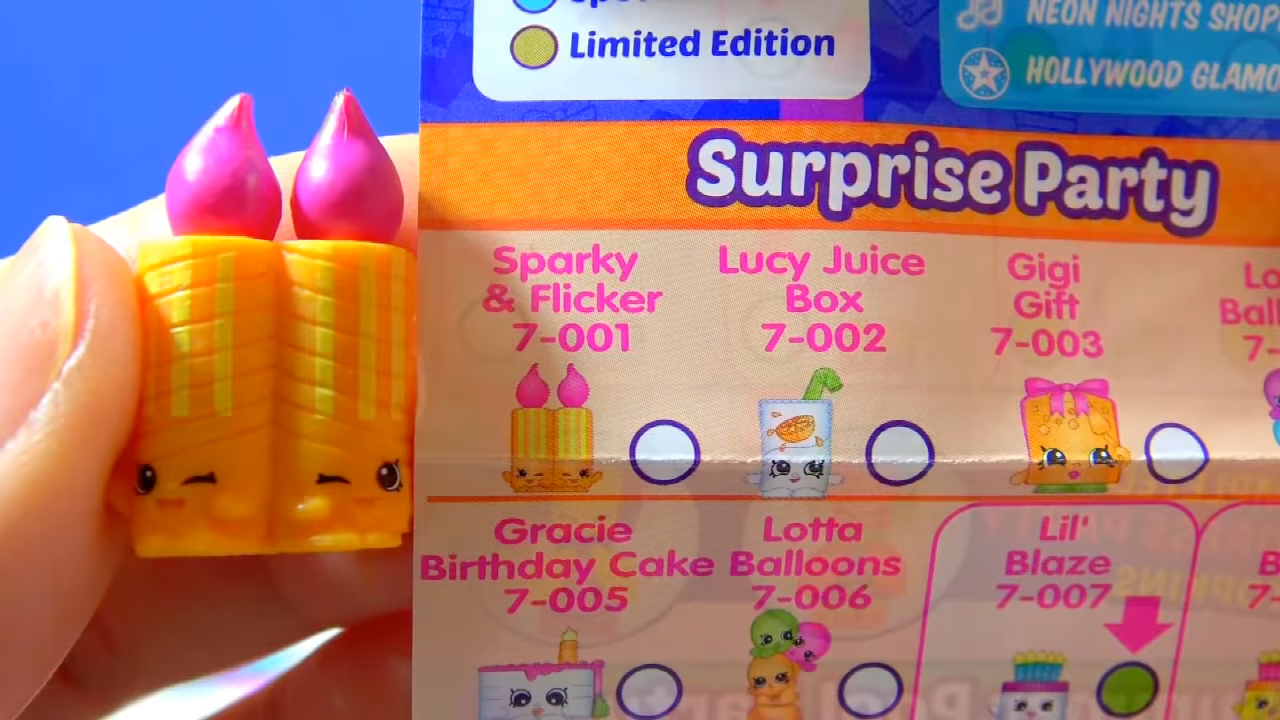 Limited Edition
NEON NIGHTS SHOP
HOLLYWOOD GLAMO
Surprise Party
Sparky
& Flicker
7-001
Lucy Juice
Box
7-002
Gigi
Gift
7-003
Gracie
Birthday Cake
7-005
Lotta
Balloons
7-006
Lil'
Blaze
7-007